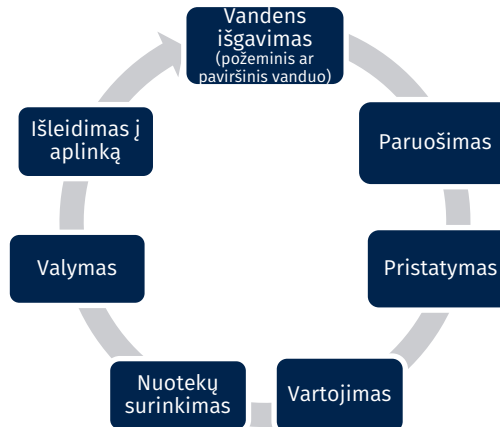 Vandens
išgavimas
(požeminis ar
paviršinis vanduo)
Paruošimas
Pristatymas
Vartojimas
Nuotekų
surinkimas
Valymas
Išleidimas į
aplinką